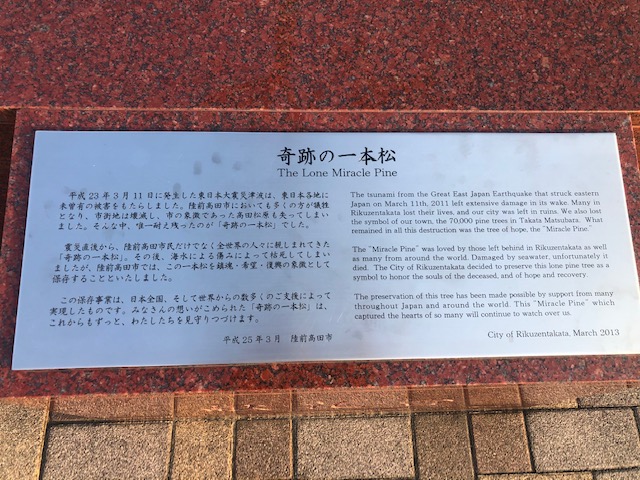 奇跡の一本松
The Lone Miracle Pine
平成23年3月11日に発生した東日本大震災津波は、東日本各地に
未曾有の被害をもたらしました。陸前高田市においても多くの方が犠牲
となり、市街地は壊滅し、市の象徴であった高田松原も失ってしまい
ました。そんな中、唯一耐え残ったのが「奇跡の一本松」でした。
震災直後から、陸前高田市民だけでなく全世界の人々に親しまれてきた
「奇跡の一本松」。その後、海水による傷みによって枯死してしまい
ましたが、陸前高田市では、この一本松を鎮魂・希望・復興の象徴として
保存することといたしました。
この保存事業は、日本全国、そして世界からの数多くのご支援によって
実現したものです。みなさんの想いがこめられた「奇跡の一本松」は、
これからもずっと、わたしたちを見守りつづけます。
平成25年3月 陸前高田市
The tsunami from the Great East Japan Earthquake that struck eastern
Japan on March 11th, 2011 left extensive damage in its wake. Many in
Rikuzentakata lost their lives, and our city was left in ruins. We also lost
the symbol of our town, the 70,000 pine trees in Takata Matsubara. What
remained in all this destruction was the tree of hope, the "Miracle Pine."
The "Miracle Pine" was loved by those left behind in Rikuzentakata as well
as many from around the world. Damaged by seawater, unfortunately it
died. The City of Rikuzentakata decided to preserve this lone pine tree as a
symbol to honor the souls of the deceased, and of hope and recovery.
The preservation of this tree has been made possible by support from many
throughout Japan and around the world. This "Miracle Pine" which
captured the hearts of so many will continue to watch over us.
City of Rikuzentakata, March 2013